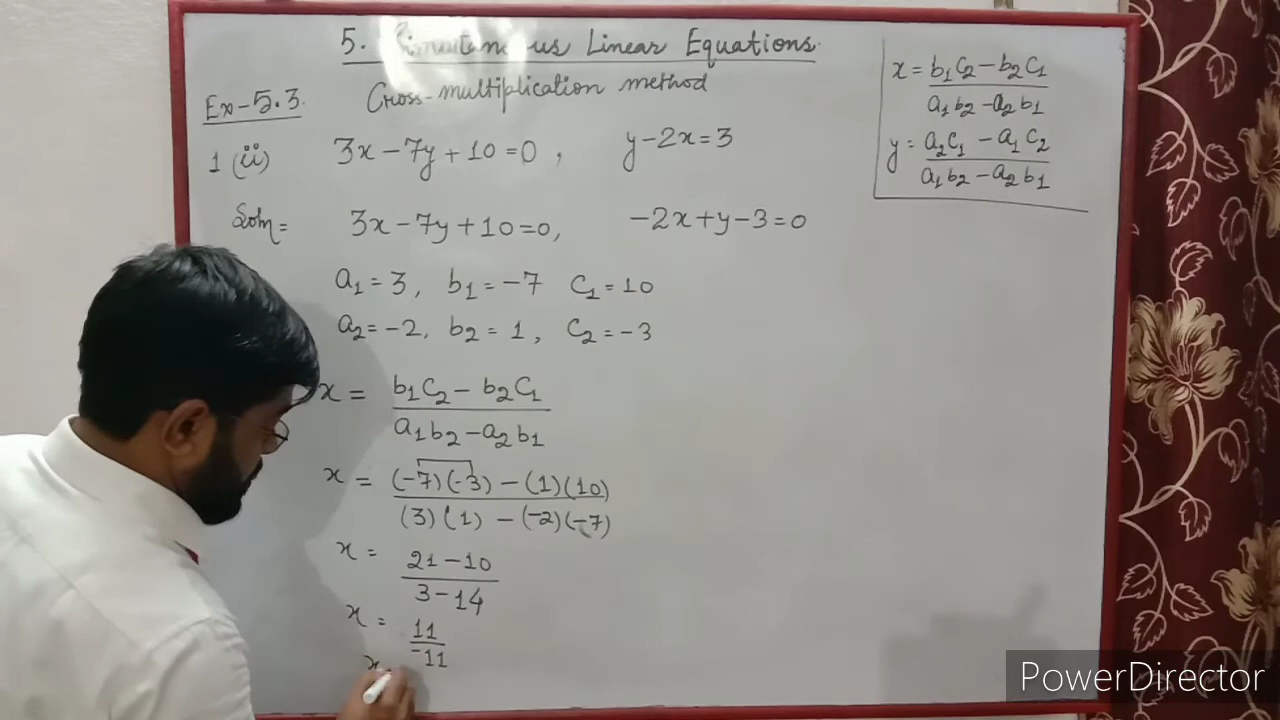 5. Simultaneous Linear Equations.
Cross-multiplication method
Ex-5.3.
1 (ii) 3x-7y+10=0, y-2x=3
Soln= 3x-7y+10=0, -2x+y-3=0
a₁=3, b₁=-7 C₁=10
a₂=-2, b₂=1, C₂=-3
x = b₁C₂-b₂C₁
a₁b₂-a₂b₁
x = (-7)(-3)-(1)(10)
(3)(1)-(-2)(-7)
x = 21-10
3-14
x = 11
-11
x=
x= b₁C₂-b₂C₁
a₁b₂-a₂b₁
y= a₂C₁-a₁C₂
a₁b₂-a₂b₁
PowerDirector